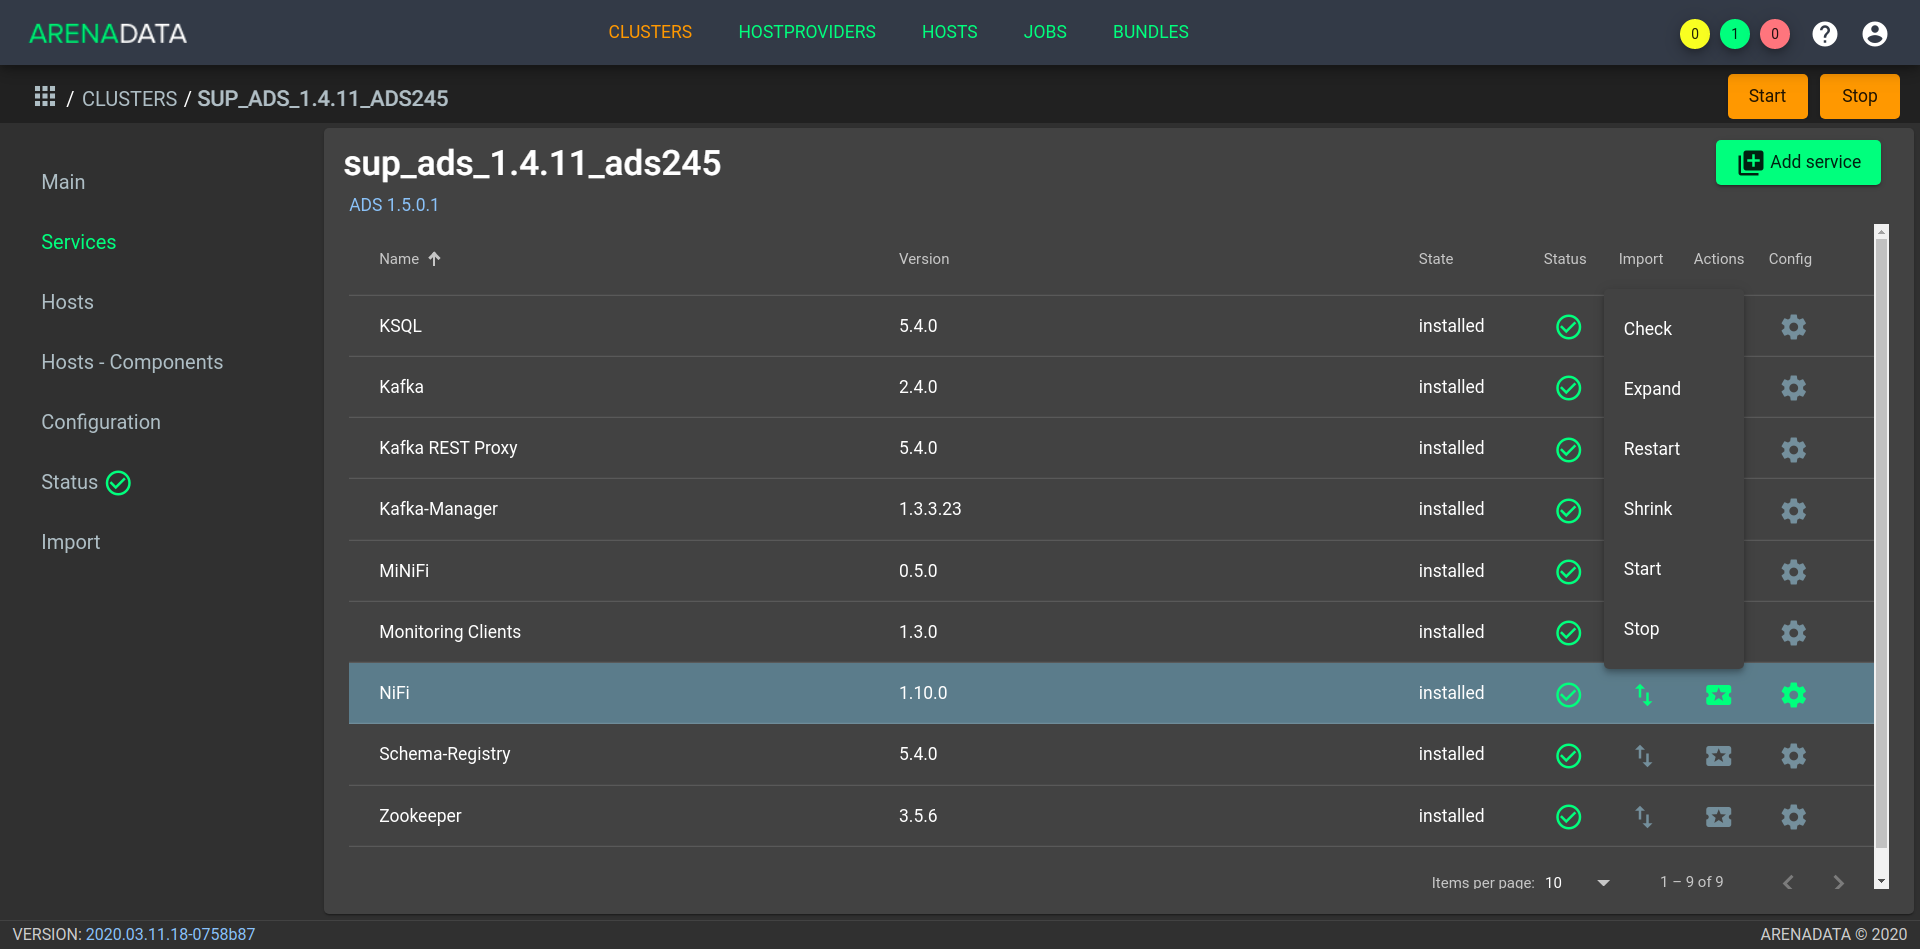 ARENADATA CLUSTERS HOSTPROVIDERS HOSTS JOBS BUNDLES 0 1 0
/ CLUSTERS / SUP_ADS_1.4.11_ADS245 Start Stop
Main
Services
Hosts
Hosts - Components
Configuration
Status
Import
sup_ads_1.4.11_ads245 Add service
ADS 1.5.0.1
Name Version State Status Import Actions Config
KSQL 5.4.0 installed
Kafka 2.4.0 installed
Kafka REST Proxy 5.4.0 installed
Kafka-Manager 1.3.3.23 installed
MiNiFi 0.5.0 installed
Monitoring Clients 1.3.0 installed
NiFi 1.10.0 installed
Schema-Registry 5.4.0 installed
Zookeeper 3.5.6 installed
Check
Expand
Restart
Shrink
Start
Stop
Items per page: 10 1 – 9 of 9
VERSION: 2020.03.11.18-0758b87 ARENADATA © 2020